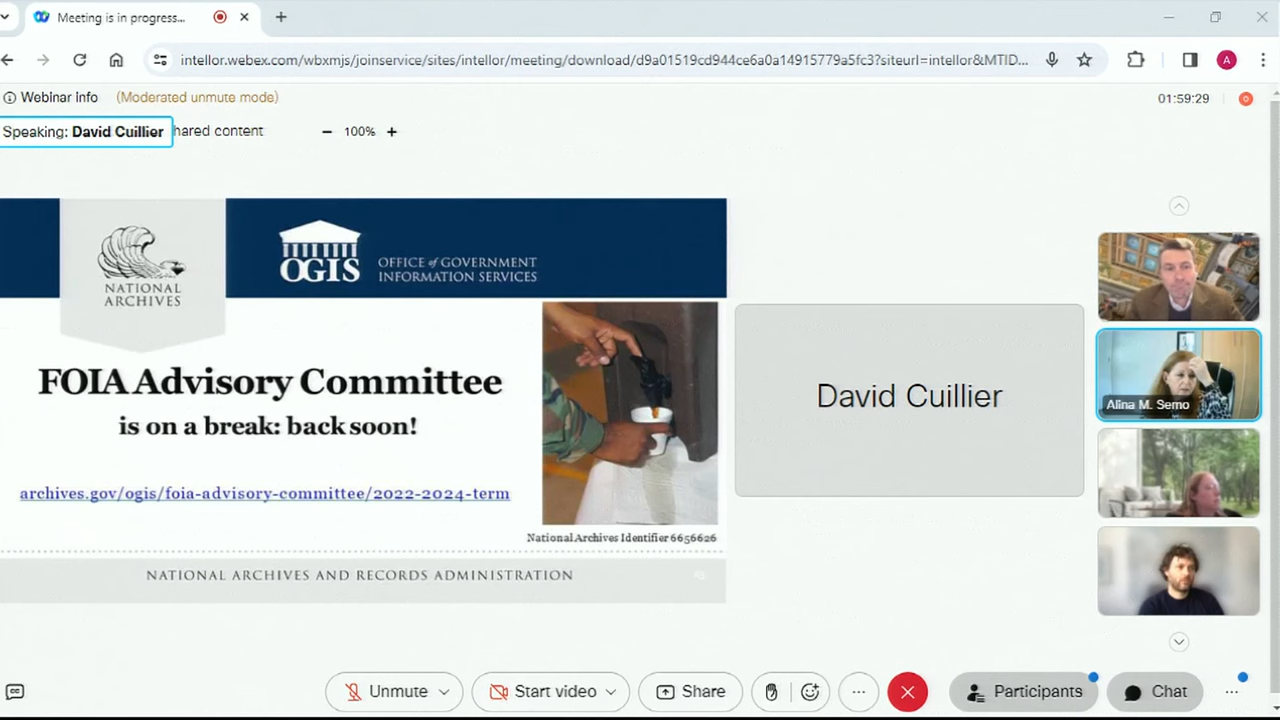 Meeting is in progress...
intellor.webex.com/wbxmjs/joinservice/sites/intellor/meeting/download/d9a01519cd944ce6a0a14915779a5fc3?siteurl=intellor&MTID...
A
Webinar info (Moderated unmute mode)
01:59:29
Speaking: David Cuillier
hared content
100%
NATIONAL
ARCHIVES
OGIS
OFFICE of GOVERNMENT
INFORMATION SERVICES
FOIA Advisory Committee
is on a break: back soon!
archives.gov/ogis/foia-advisory-committee/2022-2024-term
National Archives Identifier 6656626
NATIONAL ARCHIVES AND RECORDS ADMINISTRATION
David Cuillier
Alina M. Semo
Unmute
Start video
Share
Participants
Chat